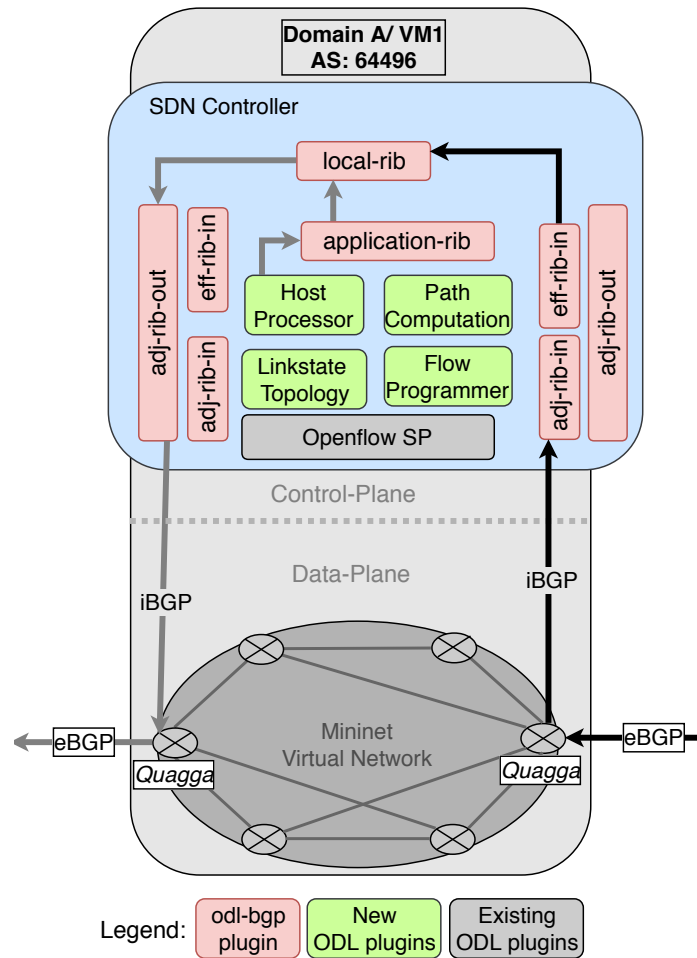 Domain A/ VM1
AS: 64496
SDN Controller
local-rib
application-rib
adj-rib-out
eff-rib-in
adj-rib-in
Host
Processor
Path
Computation
Linkstate
Topology
Flow
Programmer
Openflow SP
eff-rib-in
adj-rib-in
adj-rib-out
Control-Plane
Data-Plane
iBGP
iBGP
Mininet
Virtual Network
eBGP
Quagga
eBGP
Quagga
Legend:
odl-bgp
plugin
New
ODL plugins
Existing
ODL plugins